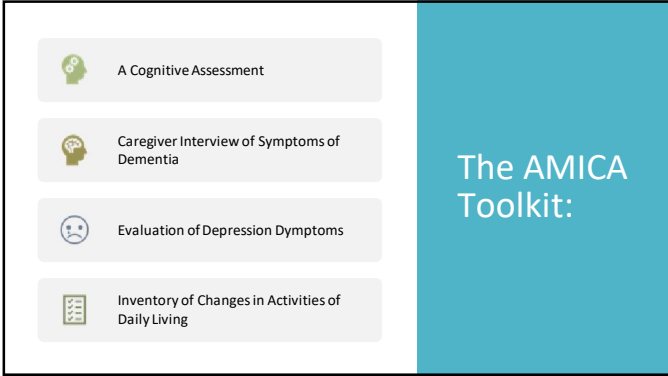 A Cognitive Assessment
Caregiver Interview of Symptoms of
Dementia
Evaluation of Depression Dymptoms
Inventory of Changes in Activities of
Daily Living
The AMICA
Toolkit: